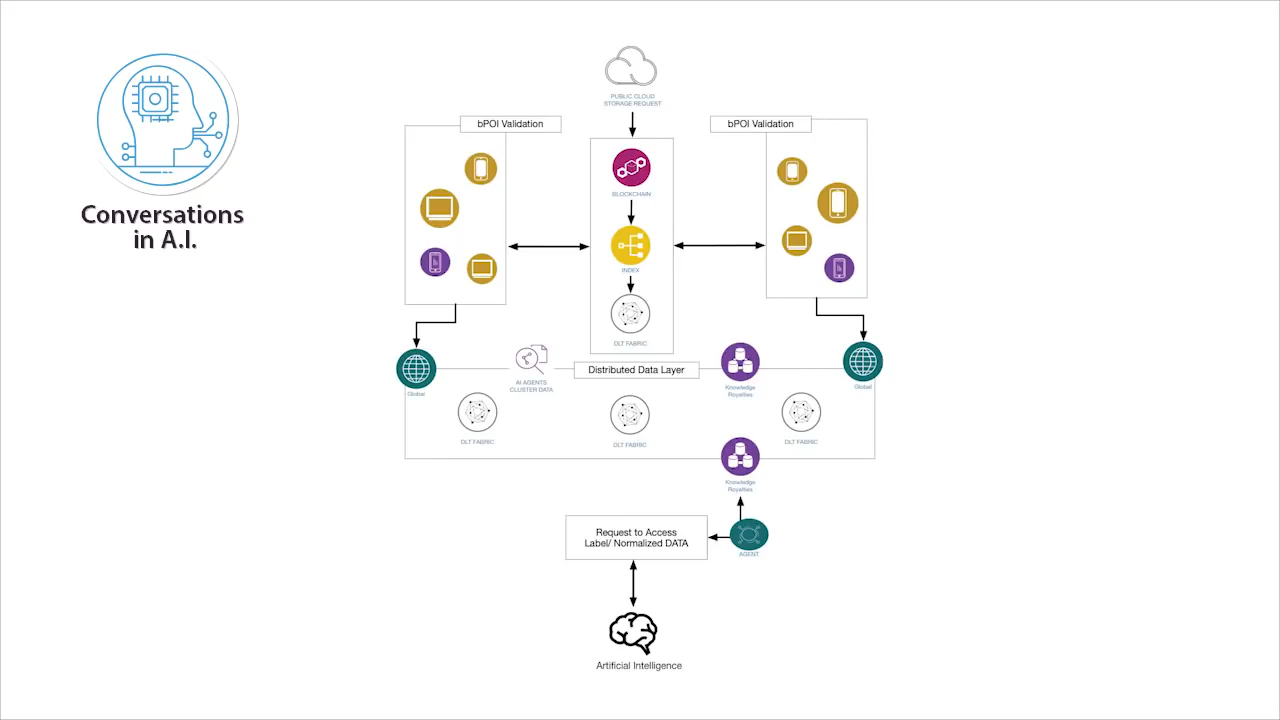 Conversations
in A.I.
PUBLIC CLOUD
STORAGE REQUEST
bPOI Validation
bPOI Validation
BLOCKCHAIN
INDEX
DLT FABRIC
Distributed Data Layer
Global
AI AGENTS
CLUSTER DATA
Knowledge
Royalties
Global
DLT FABRIC
DLT FABRIC
DLT FABRIC
Knowledge
Royalties
Request to Access
Label/ Normalized DATA
AGENT
Artificial Intelligence